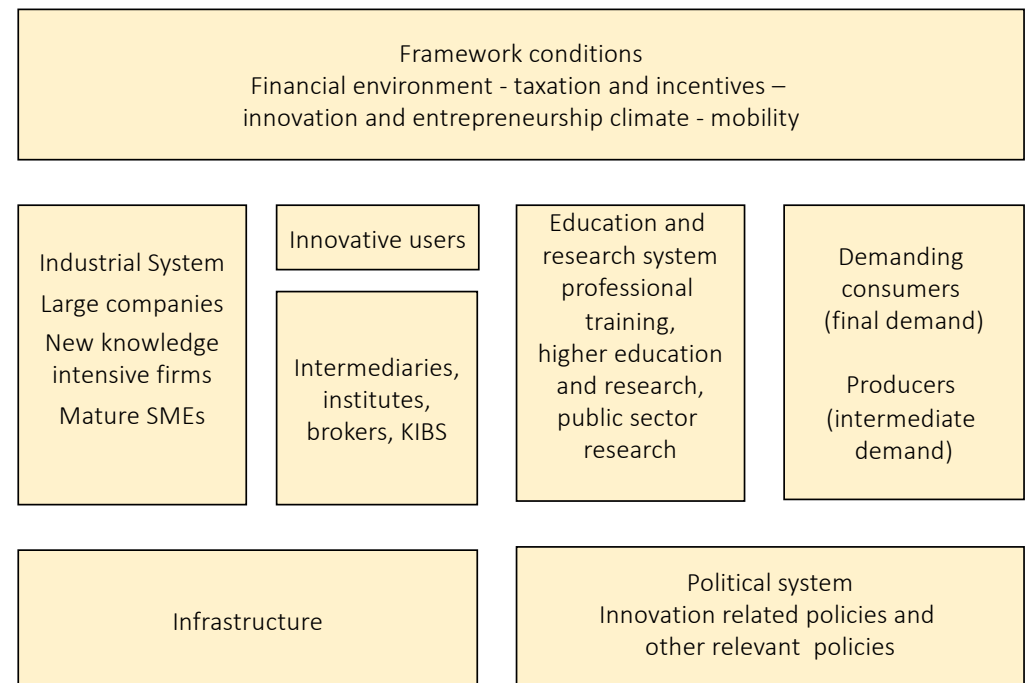 Framework conditions
Financial environment - taxation and incentives –
innovation and entrepreneurship climate - mobility
Industrial System
Large companies
New knowledge
intensive firms
Mature SMEs
Innovative users
Intermediaries,
institutes,
brokers, KIBS
Education and
research system
professional
training,
higher education
and research,
public sector
research
Demanding
consumers
(final demand)
Producers
(intermediate
demand)
Infrastructure
Political system
Innovation related policies and
other relevant policies